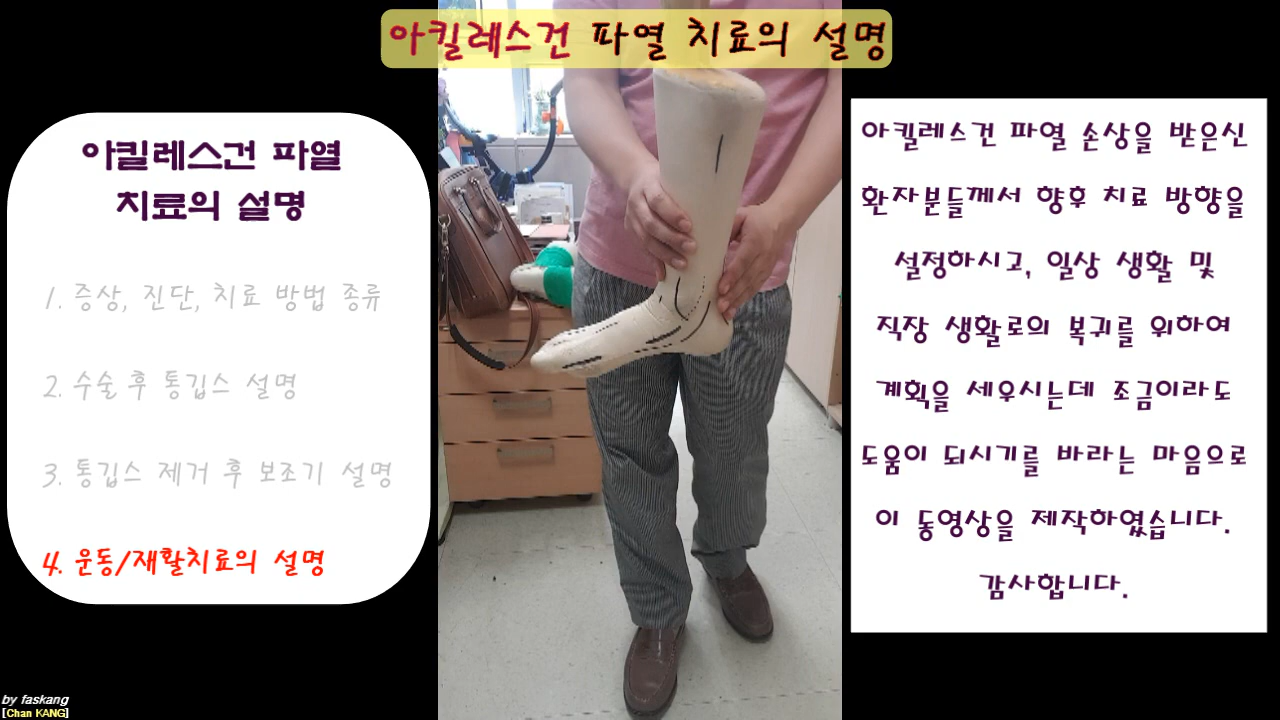 아킬레스건 파열 치료의 설명
아킬레스건 파열
치료의 설명
1. 증상, 진단, 치료 방법 종류
2. 수술 후 통깁스 설명
3. 통깁스 제거 후 보조기 설명
4. 운동/재활치료의 설명
아킬레스건 파열 손상을 받은신
환자분들께서 향후 치료 방향을
설정하시고, 일상 생활 및
직장 생활로의 복귀를 위하여
계획을 세우시는데 조금이라도
도움이 되시기를 바라는 마음으로
이 동영상을 제작하였습니다.
감사합니다.
by faskang
[Chan KANG]